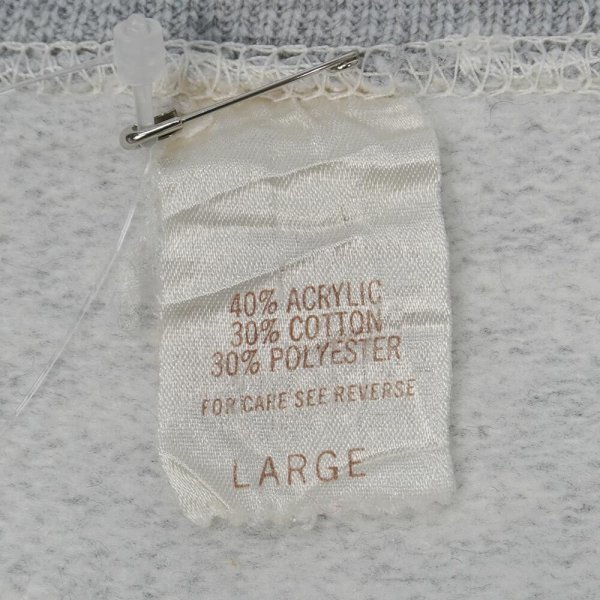 40% ACRYLIC
30% COTTON
30% POLYESTER
FOR CARE SEE REVERSE
LARGE